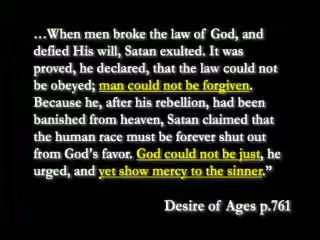 …When men broke the law of God, and
defied His will, Satan exulted. It was
proved, he declared, that the law could not
be obeyed; man could not be forgiven.
Because he, after his rebellion, had been
banished from heaven, Satan claimed that
the human race must be forever shut out
from God's favor. God could not be just, he
urged, and yet show mercy to the sinner.”
Desire of Ages p.761